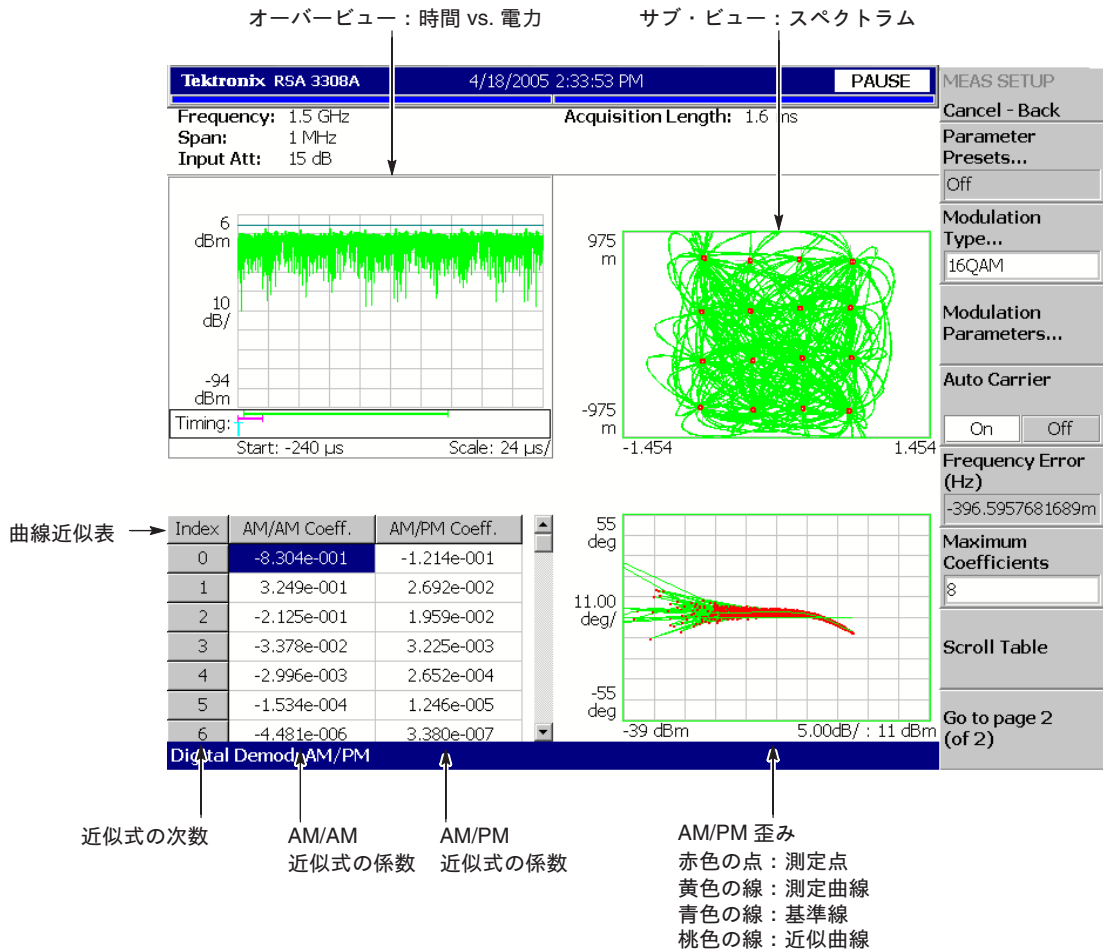 オーバービュー：時間 vs. 電力
サブ・ビュー：スペクトラム
Tektronix RSA 3308A
4/18/2005 2:33:53 PM
PAUSE
Frequency: 1.5 GHz
Span: 1 MHz
Input Att: 15 dB
Acquisition Length: 1.6 ms
6
dBm
10
dB/
-94
dBm
Timing:
Start: -240 µs
Scale: 24 µs/
975
m
-975
m
-1.454
1.454
曲線近似表
Index AM/AM Coeff. AM/PM Coeff.
0 -8.304e-001 -1.214e-001
1 3.249e-001 2.692e-002
2 -2.125e-001 1.959e-002
3 -3.378e-002 3.225e-003
4 -2.996e-003 2.652e-004
5 -1.534e-004 1.246e-005
6 -4.481e-006 3.380e-007
55
deg
11.00
deg/
-55
deg
-39 dBm
5.00dB/ : 11 dBm
Digital Demod: AM/PM
MEAS SETUP
Cancel - Back
Parameter
Presets...
Off
Modulation
Type...
16QAM
Modulation
Parameters...
Auto Carrier
On Off
Frequency Error
(Hz)
-396.5957681689m
Maximum
Coefficients
8
Scroll Table
Go to page 2
(of 2)
近似式の次数
AM/AM
近似式の係数
AM/PM
近似式の係数
AM/PM 歪み
赤色の点：測定点
黄色の線：測定曲線
青色の線：基準線
桃色の線：近似曲線